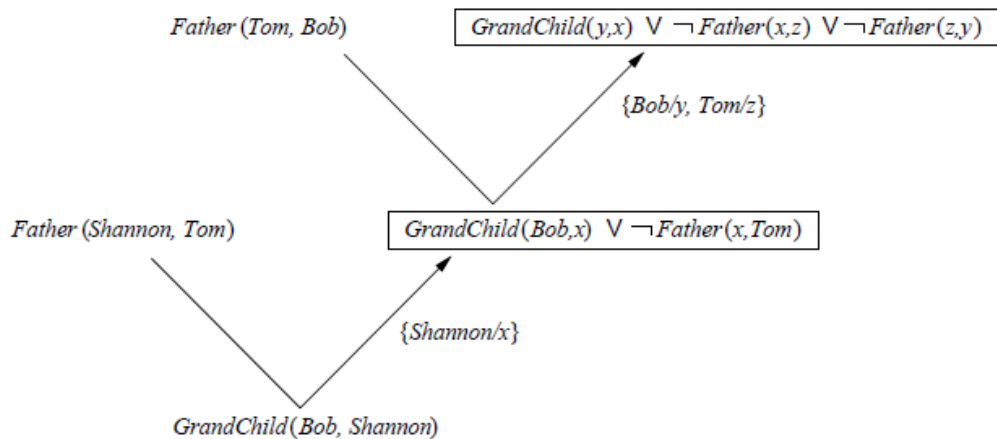 Father (Tom, Bob)
GrandChild(y,x) ∨ ¬Father(x,z) ∨ ¬Father(z,y)
{Bob/y, Tom/z}
Father (Shannon, Tom)
GrandChild(Bob,x) ∨ ¬Father(x,Tom)
{Shannon/x}
GrandChild(Bob, Shannon)